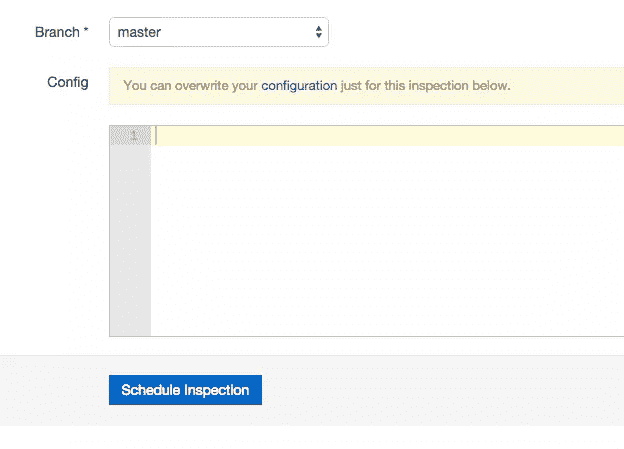 Branch * master
Config You can overwrite your configuration just for this inspection below.
1
Schedule Inspection